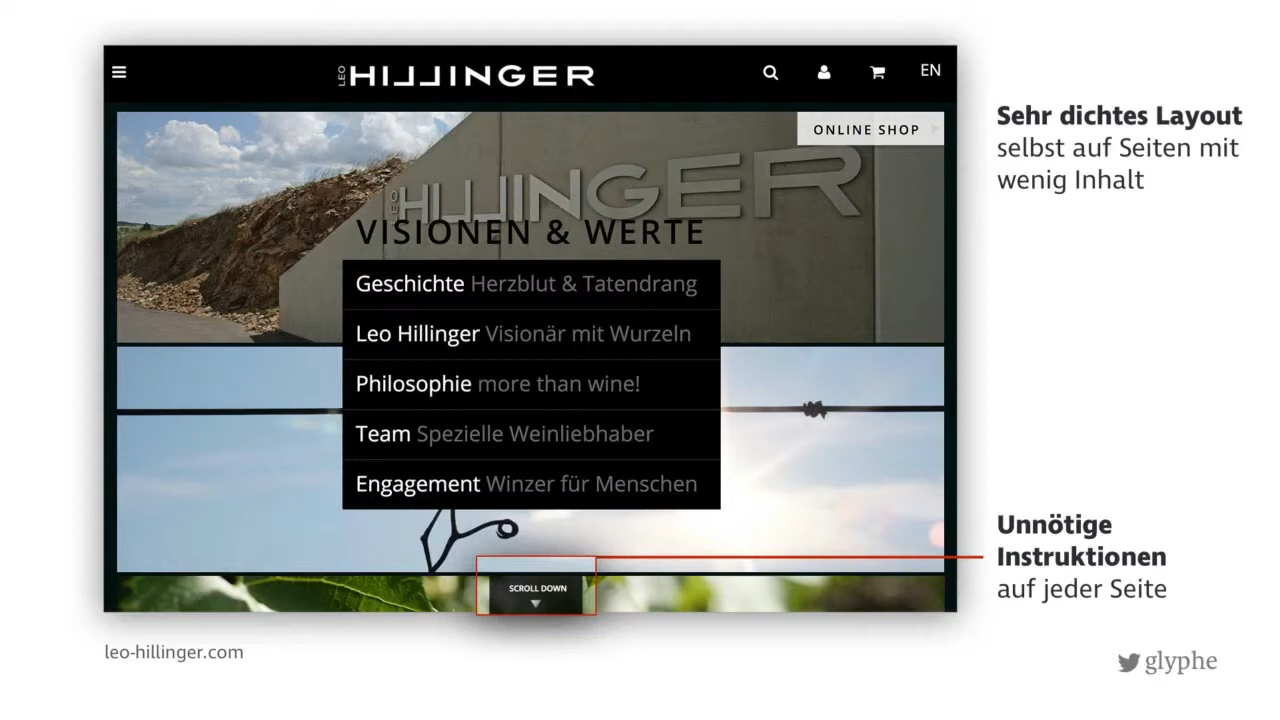 LEO HILLINGER
EN
ONLINE SHOP
LEO HILLINGER
VISIONEN & WERTE
Geschichte Herzblut & Tatendrang
Leo Hillinger Visionär mit Wurzeln
Philosophie more than wine!
Team Spezielle Weinliebhaber
Engagement Winzer für Menschen
SCROLL DOWN
Sehr dichtes Layout
selbst auf Seiten mit
wenig Inhalt
Unnötige
Instruktionen
auf jeder Seite
leo-hillinger.com
glyphe